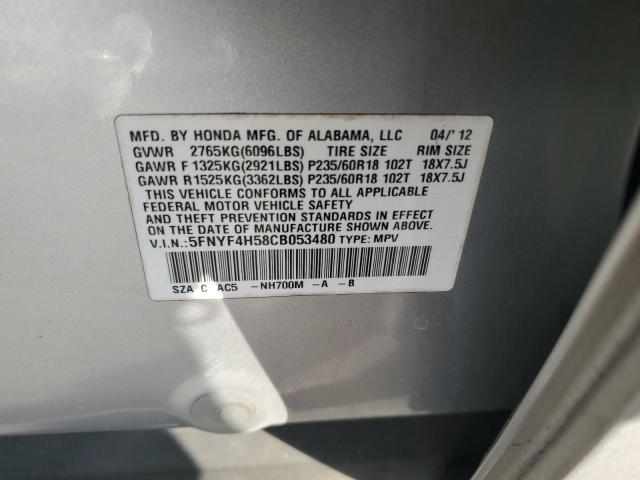 MFD. BY HONDA MFG. OF ALABAMA, LLC 04/'12
GVWR 2765KG(6096LBS) TIRE SIZE RIM SIZE
GAWR F 1325KG(2921LBS) P235/60R18 102T 18X7.5J
GAWR R 1525KG(3362LBS) P235/60R18 102T 18X7.5J
THIS VEHICLE CONFORMS TO ALL APPLICABLE
FEDERAL MOTOR VEHICLE SAFETY
AND THEFT PREVENTION STANDARDS IN EFFECT
ON THE DATE OF MANUFACTURE SHOWN ABOVE.
V.I.N.: 5FNYF4H58CB053480 TYPE: MPV
SZA C AC5 -NH700M -A -B